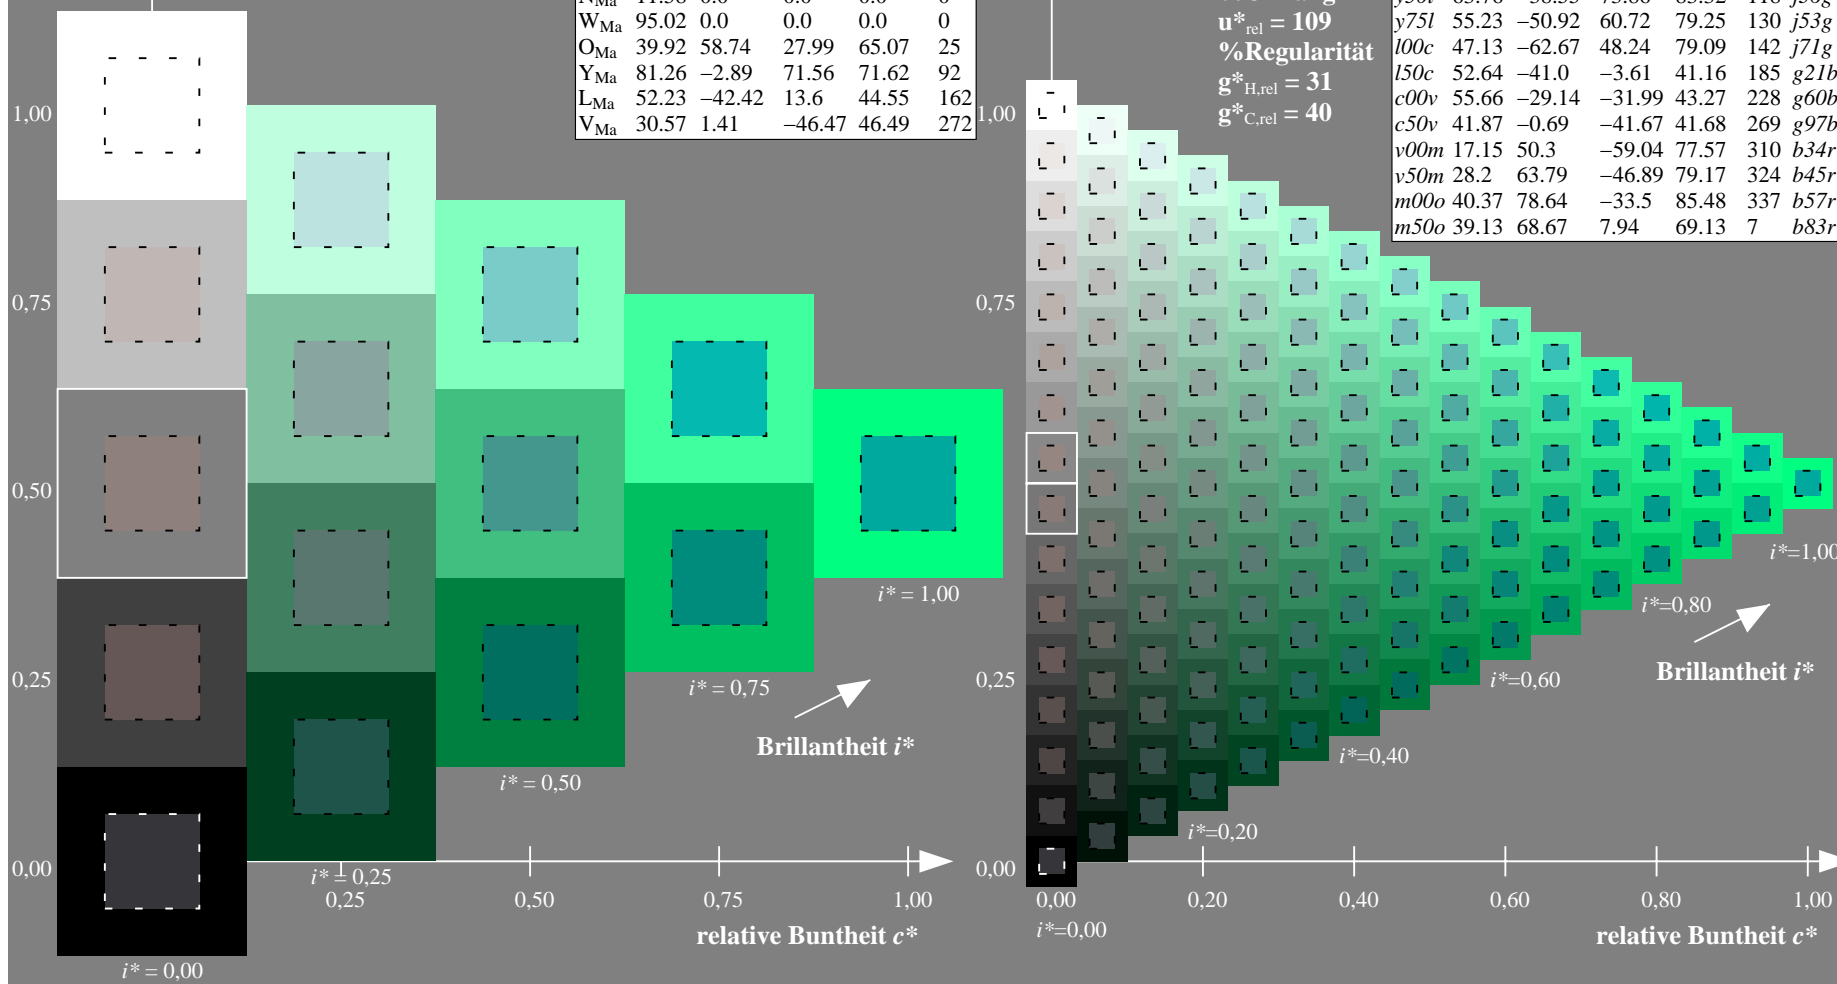 W_Ma 95.02 0.0 0.0 0.0 0
O_Ma 39.92 58.74 27.99 65.07 25
Y_Ma 81.26 −2.89 71.56 71.62 92
L_Ma 52.23 −42.42 13.6 44.55 162
V_Ma 30.57 1.41 −46.47 46.49 272
1,00
0,75
0,50
0,25
0,00
i* = 1,00
i* = 0,75
i* = 0,50
i* = 0,25
i* = 0,00
Brillantheit i*
0,25 0,50 0,75 1,00
relative Buntheit c*
u*rel = 109
%Regularität
g*H,rel = 31
g*C,rel = 40
y75l 55.23 −50.92 60.72 79.25 130 j53g
l00c 47.13 −62.67 48.24 79.09 142 j71g
l50c 52.64 −41.0 −3.61 41.16 185 g21b
c00v 55.66 −29.14 −31.99 43.27 228 g60b
c50v 41.87 −0.69 −41.67 41.68 269 g97b
v00m 17.15 50.3 −59.04 77.57 310 b34r
v50m 28.2 63.79 −46.89 79.17 324 b45r
m00o 40.37 78.64 −33.5 85.48 337 b57r
m50o 39.13 68.67 7.94 69.13 7 b83r
1,00
0,75
0,25
0,00
i*=1,00
i*=0,80
i*=0,60
i*=0,40
i*=0,20
i*=0,00
Brillantheit i*
0,00 0,20 0,40 0,60 0,80 1,00
relative Buntheit c*